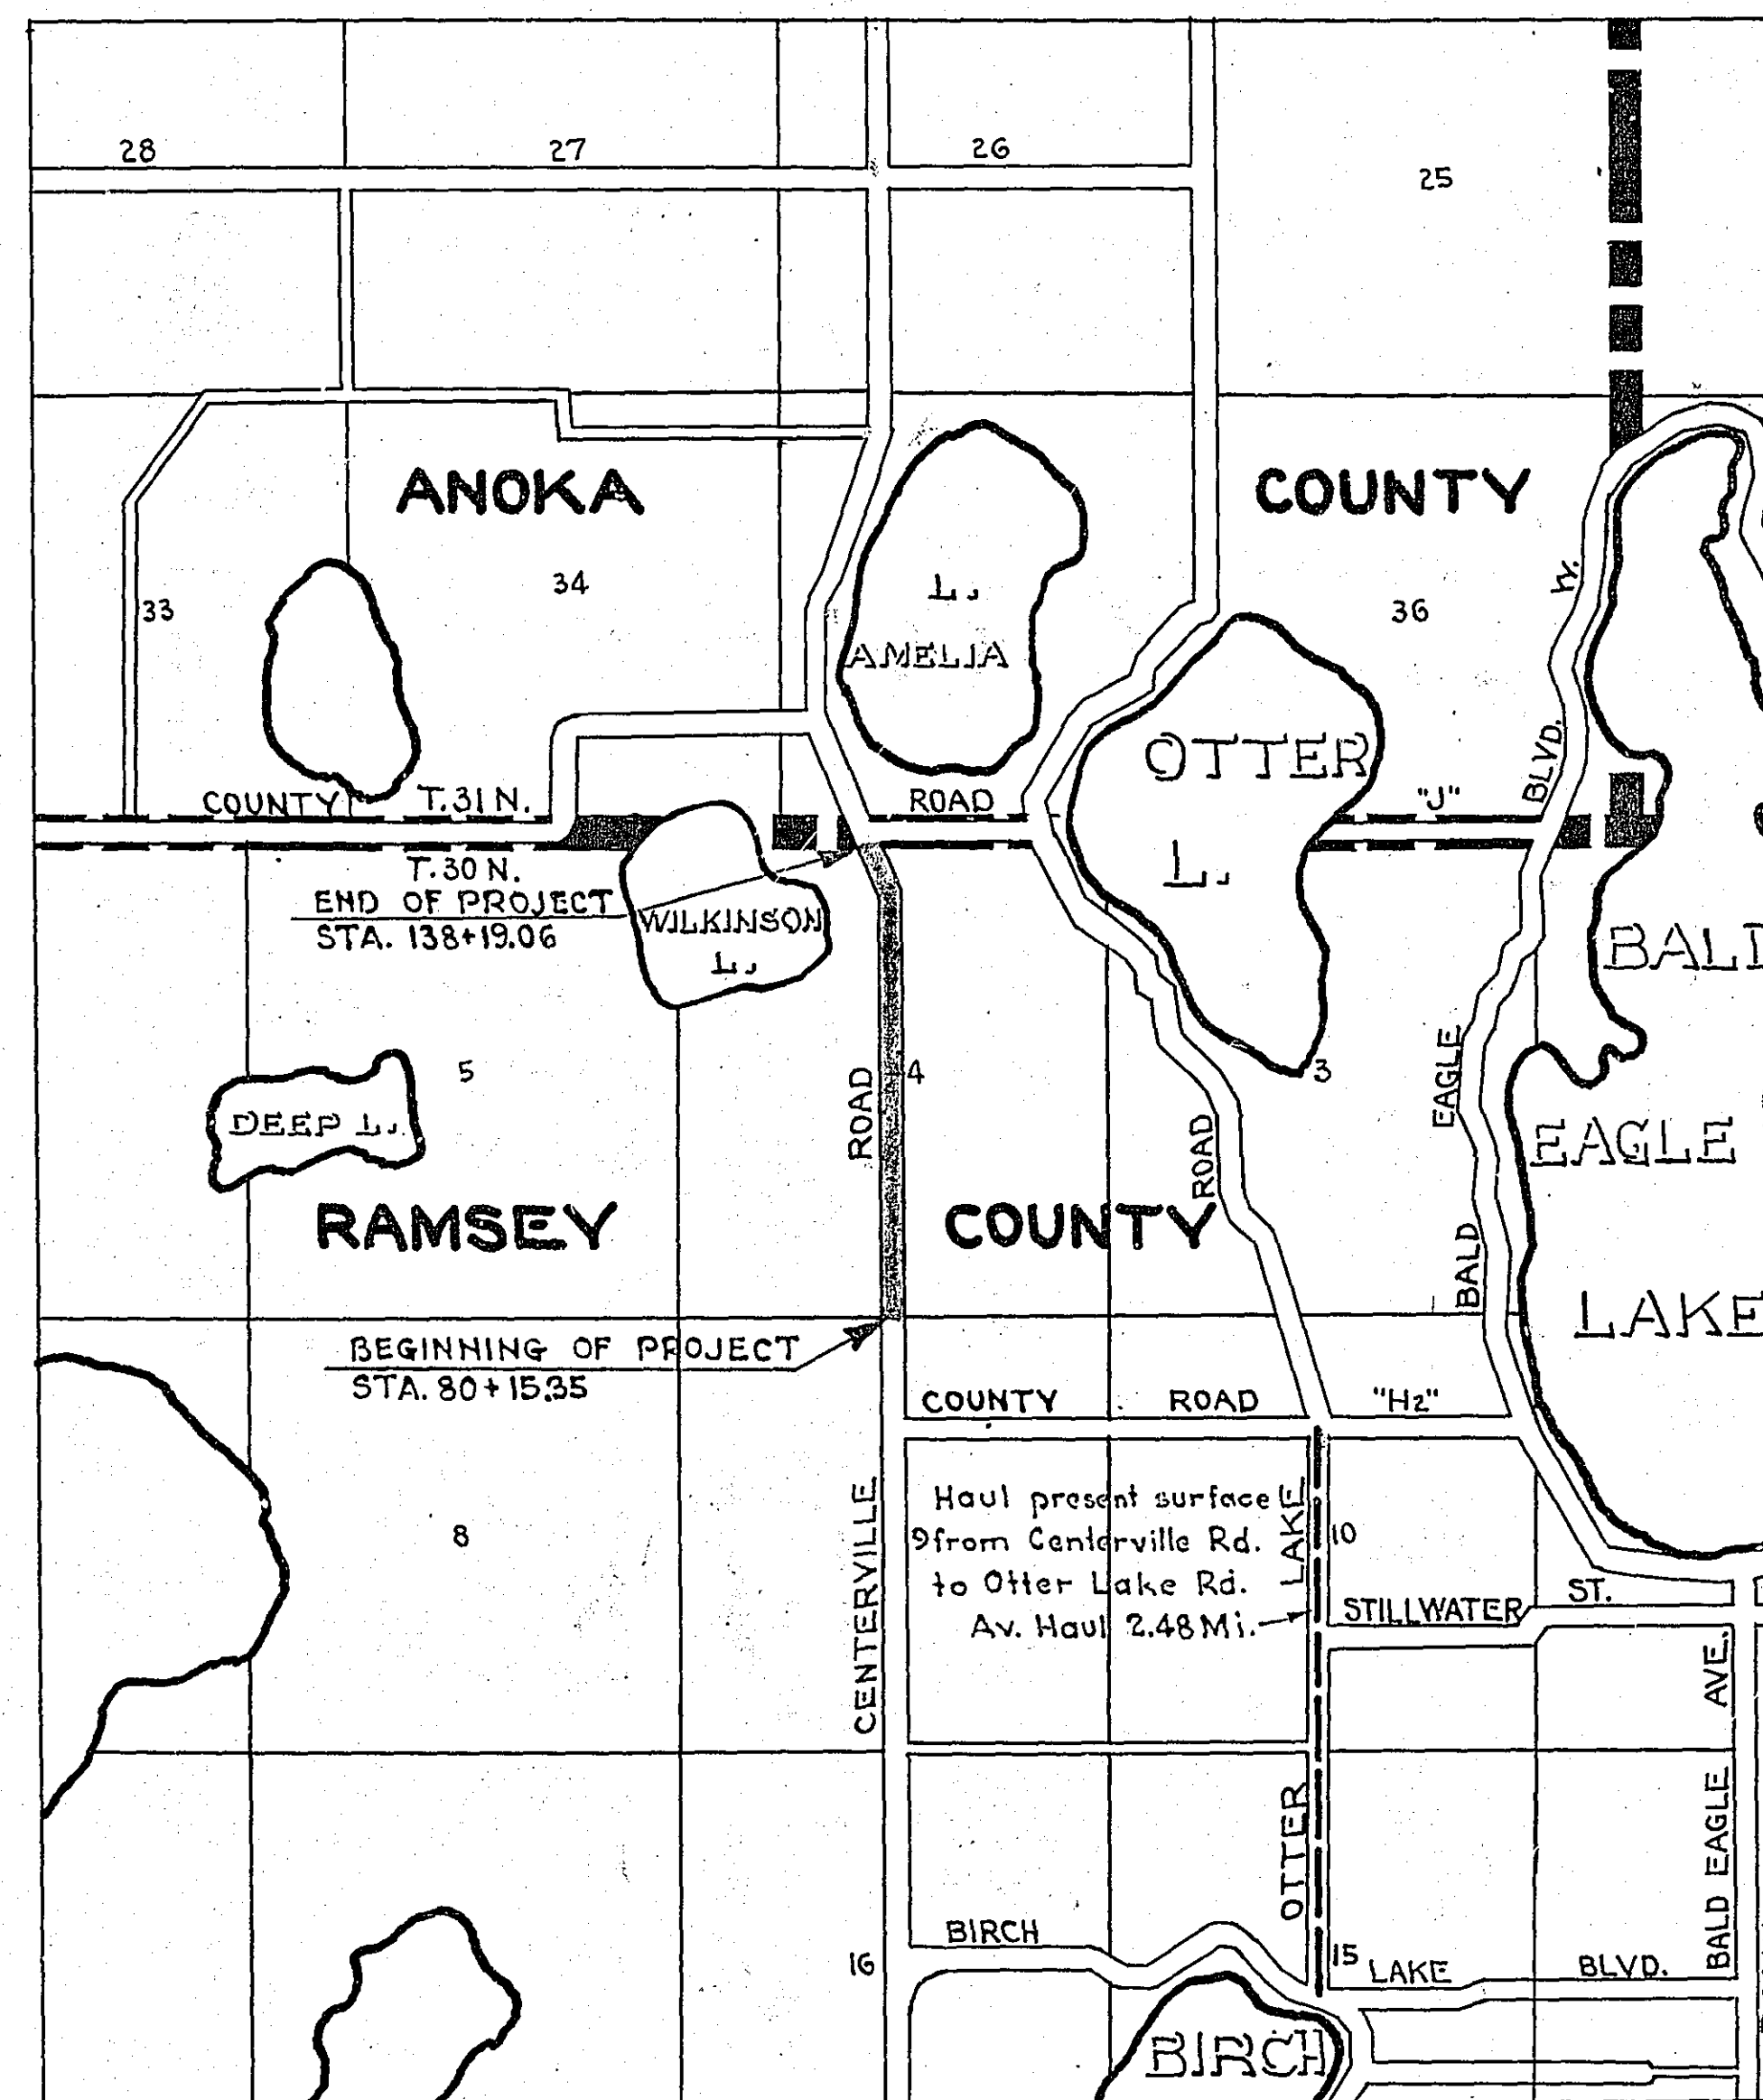 28
27
26
25
ANOKA COUNTY
33
34
36
L.
AMELIA
OTTER
L.
W.
BLVD.
COUNTY
T.31 N.
ROAD
"J"
T.30 N.
END OF PROJECT
STA. 138+19.06
WILKINSON
L.
BALD
EAGLE
LAKE
5
4
3
DEEP L.
ROAD
ROAD
EAGLE
BALD
RAMSEY COUNTY
BEGINNING OF PROJECT
STA. 80+15.35
COUNTY ROAD "H2"
8
9
10
CENTERVILLE
Haul present surface
from Centerville Rd.
to Otter Lake Rd.
Av. Haul 2.48 Mi.
LAKE
STILLWATER ST.
OTTER
BALD EAGLE AVE.
BIRCH
16
15
LAKE BLVD.
BIRCH